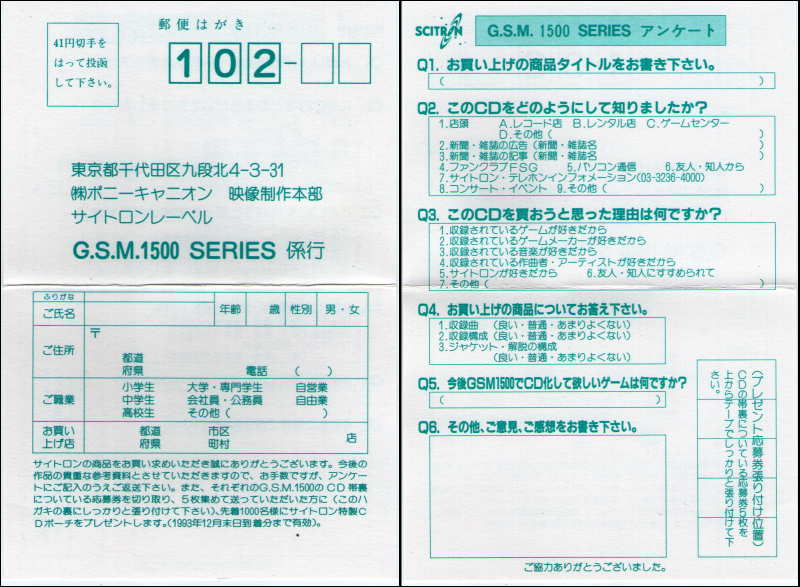 郵便はがき
41円切手を
はって投函
して下さい。
102-
東京都千代田区九段北4-3-31
㈱ポニーキャニオン 映像制作本部
サイトロンレーベル
G.S.M.1500 SERIES 係行
ふりがな
ご氏名
年齢 歳 性別 男・女
ご住所
〒
都道
府県 電話 ( )
ご職業
小学生 大学・専門学生 自営業
中学生 会社員・公務員 自由業
高校生 その他( )
お買い
上げ店
都道 市区
府県 町村 店
サイトロンの商品をお買い求めいただき誠にありがとうございます。今後の
作品の貴重な参考資料とさせていただきますので、お手数ですが、アンケー
トにご記入のうえご返送下さい。また、それぞれのG.S.M.1500のCD帯裏
についている応募券を切り取り、5枚集めて送っていただいた方に(このハ
ガキの裏にしっかりと張り付けて下さい)、先着1000名様にサイトロン特製C
Dポーチをプレゼントします。(1993年12月末日到着分まで有効)。
SCITRON
G.S.M. 1500 SERIES アンケート
Q1. お買い上げの商品タイトルをお書き下さい。
( )
Q2. このCDをどのようにして知りましたか?
1.店頭 A.レコード店 B.レンタル店 C.ゲームセンター
D.その他( )
2.新聞・雑誌の広告(新聞・雑誌名 )
3.新聞・雑誌の記事(新聞・雑誌名 )
4.ファンクラブFSG 5.パソコン通信 6.友人・知人から
7.サイトロン・テレホンインフォメーション(03-3236-4000)
8.コンサート・イベント 9.その他( )
Q3. このCDを買おうと思った理由は何ですか?
1.収録されているゲームが好きだから
2.収録されているゲームメーカーが好きだから
3.収録されている音楽が好きだから
4.収録されている作曲者・アーティストが好きだから
5.サイトロンが好きだから 6.友人・知人にすすめられて
7.その他( )
Q4. お買い上げの商品についてお答え下さい。
1.収録曲 (良い・普通・あまりよくない)
2.収録構成(良い・普通・あまりよくない)
3.ジャケット・解説の構成
(良い・普通・あまりよくない)
Q5. 今後GSM1500でCD化して欲しいゲームは何ですか?
( )
Q6. その他、ご意見、ご感想をお書き下さい。
(プレゼント応募券張り付け位置)
CDの帯裏についている応募券5枚を
上からテープでしっかりと張り付けて下
さい。
ご協力ありがとうございました。